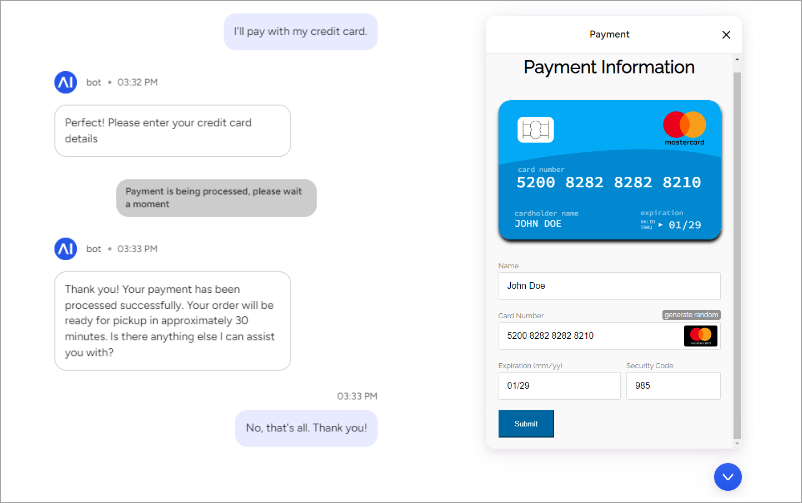 I'll pay with my credit card.
AI bot • 03:32 PM
Perfect! Please enter your credit card
details
Payment is being processed, please wait
a moment
AI bot • 03:33 PM
Thank you! Your payment has been
processed successfully. Your order will be
ready for pickup in approximately 30
minutes. Is there anything else I can assist
you with?
03:33 PM
No, that's all. Thank you!
Payment
Payment Information
mastercard
card number
5200 8282 8282 8210
cardholder name
JOHN DOE
expiration
VALID
THRU
01/29
Name
John Doe
Card Number
generate random
5200 8282 8282 8210
Expiration (mm/yy)
Security Code
01/29
985
Submit